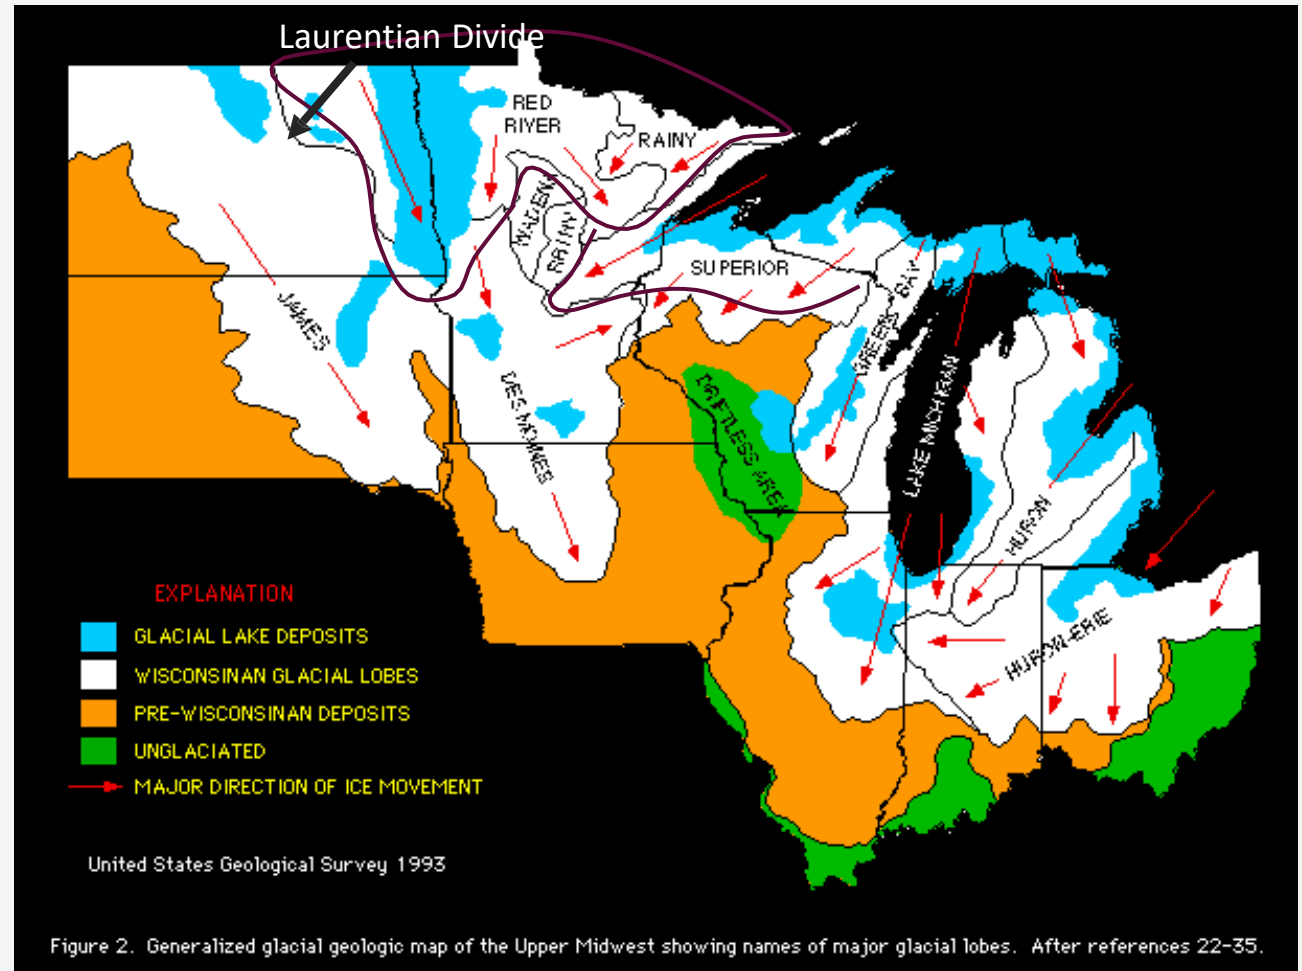 Laurentian Divide
RED
RIVER
RAINY
WADENA
RAINY
SUPERIOR
GREEN BAY
JAMES
DES MOINES
DRIFTLESS AREA
LAKE MICHIGAN
HURON
HURON-ERIE
EXPLANATION
GLACIAL LAKE DEPOSITS
WISCONSINAN GLACIAL LOBES
PRE-WISCONSINAN DEPOSITS
UNGLACIATED
MAJOR DIRECTION OF ICE MOVEMENT
United States Geological Survey 1993
Figure 2. Generalized glacial geologic map of the Upper Midwest showing names of major glacial lobes. After references 22-35.